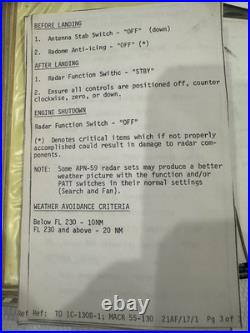 BEFORE LANDING
1. Antenna Stab Switch - "OFF" (down)
2. Radome Anti-icing - "OFF" (*)
AFTER LANDING
1. Radar Function Swithc - "STBY"
2. Ensure all controls are positioned off, counter
clockwise, zero, or down.
ENGINE SHUTDOWN
Radar Function Switch - "OFF"
(*) Denotes critical items which if not properly
accomplished could result in damage to radar com-
ponents.
NOTE: Some APN-59 radar sets may produce a better
weather picture with the function and/or
PATT switches in their normal settings
(Search and Fan).
WEATHER AVOIDANCE CRITERIA
Below FL 230 - 10NM
FL 230 and above - 20 NM
Ref Ref: TO 1C-130B-1; MACR 55-130 21AF/17/1 Pg 3 of